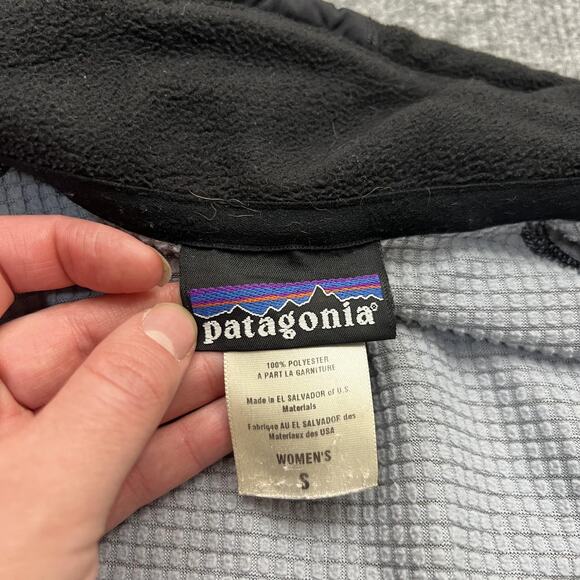 patagonia®
100% POLYESTER
A PART LA GARNITURE
Made in EL SALVADOR of U.S.
Materials
Fabriqué AU EL SALVADOR des
Materiaux des USA
WOMEN'S
S